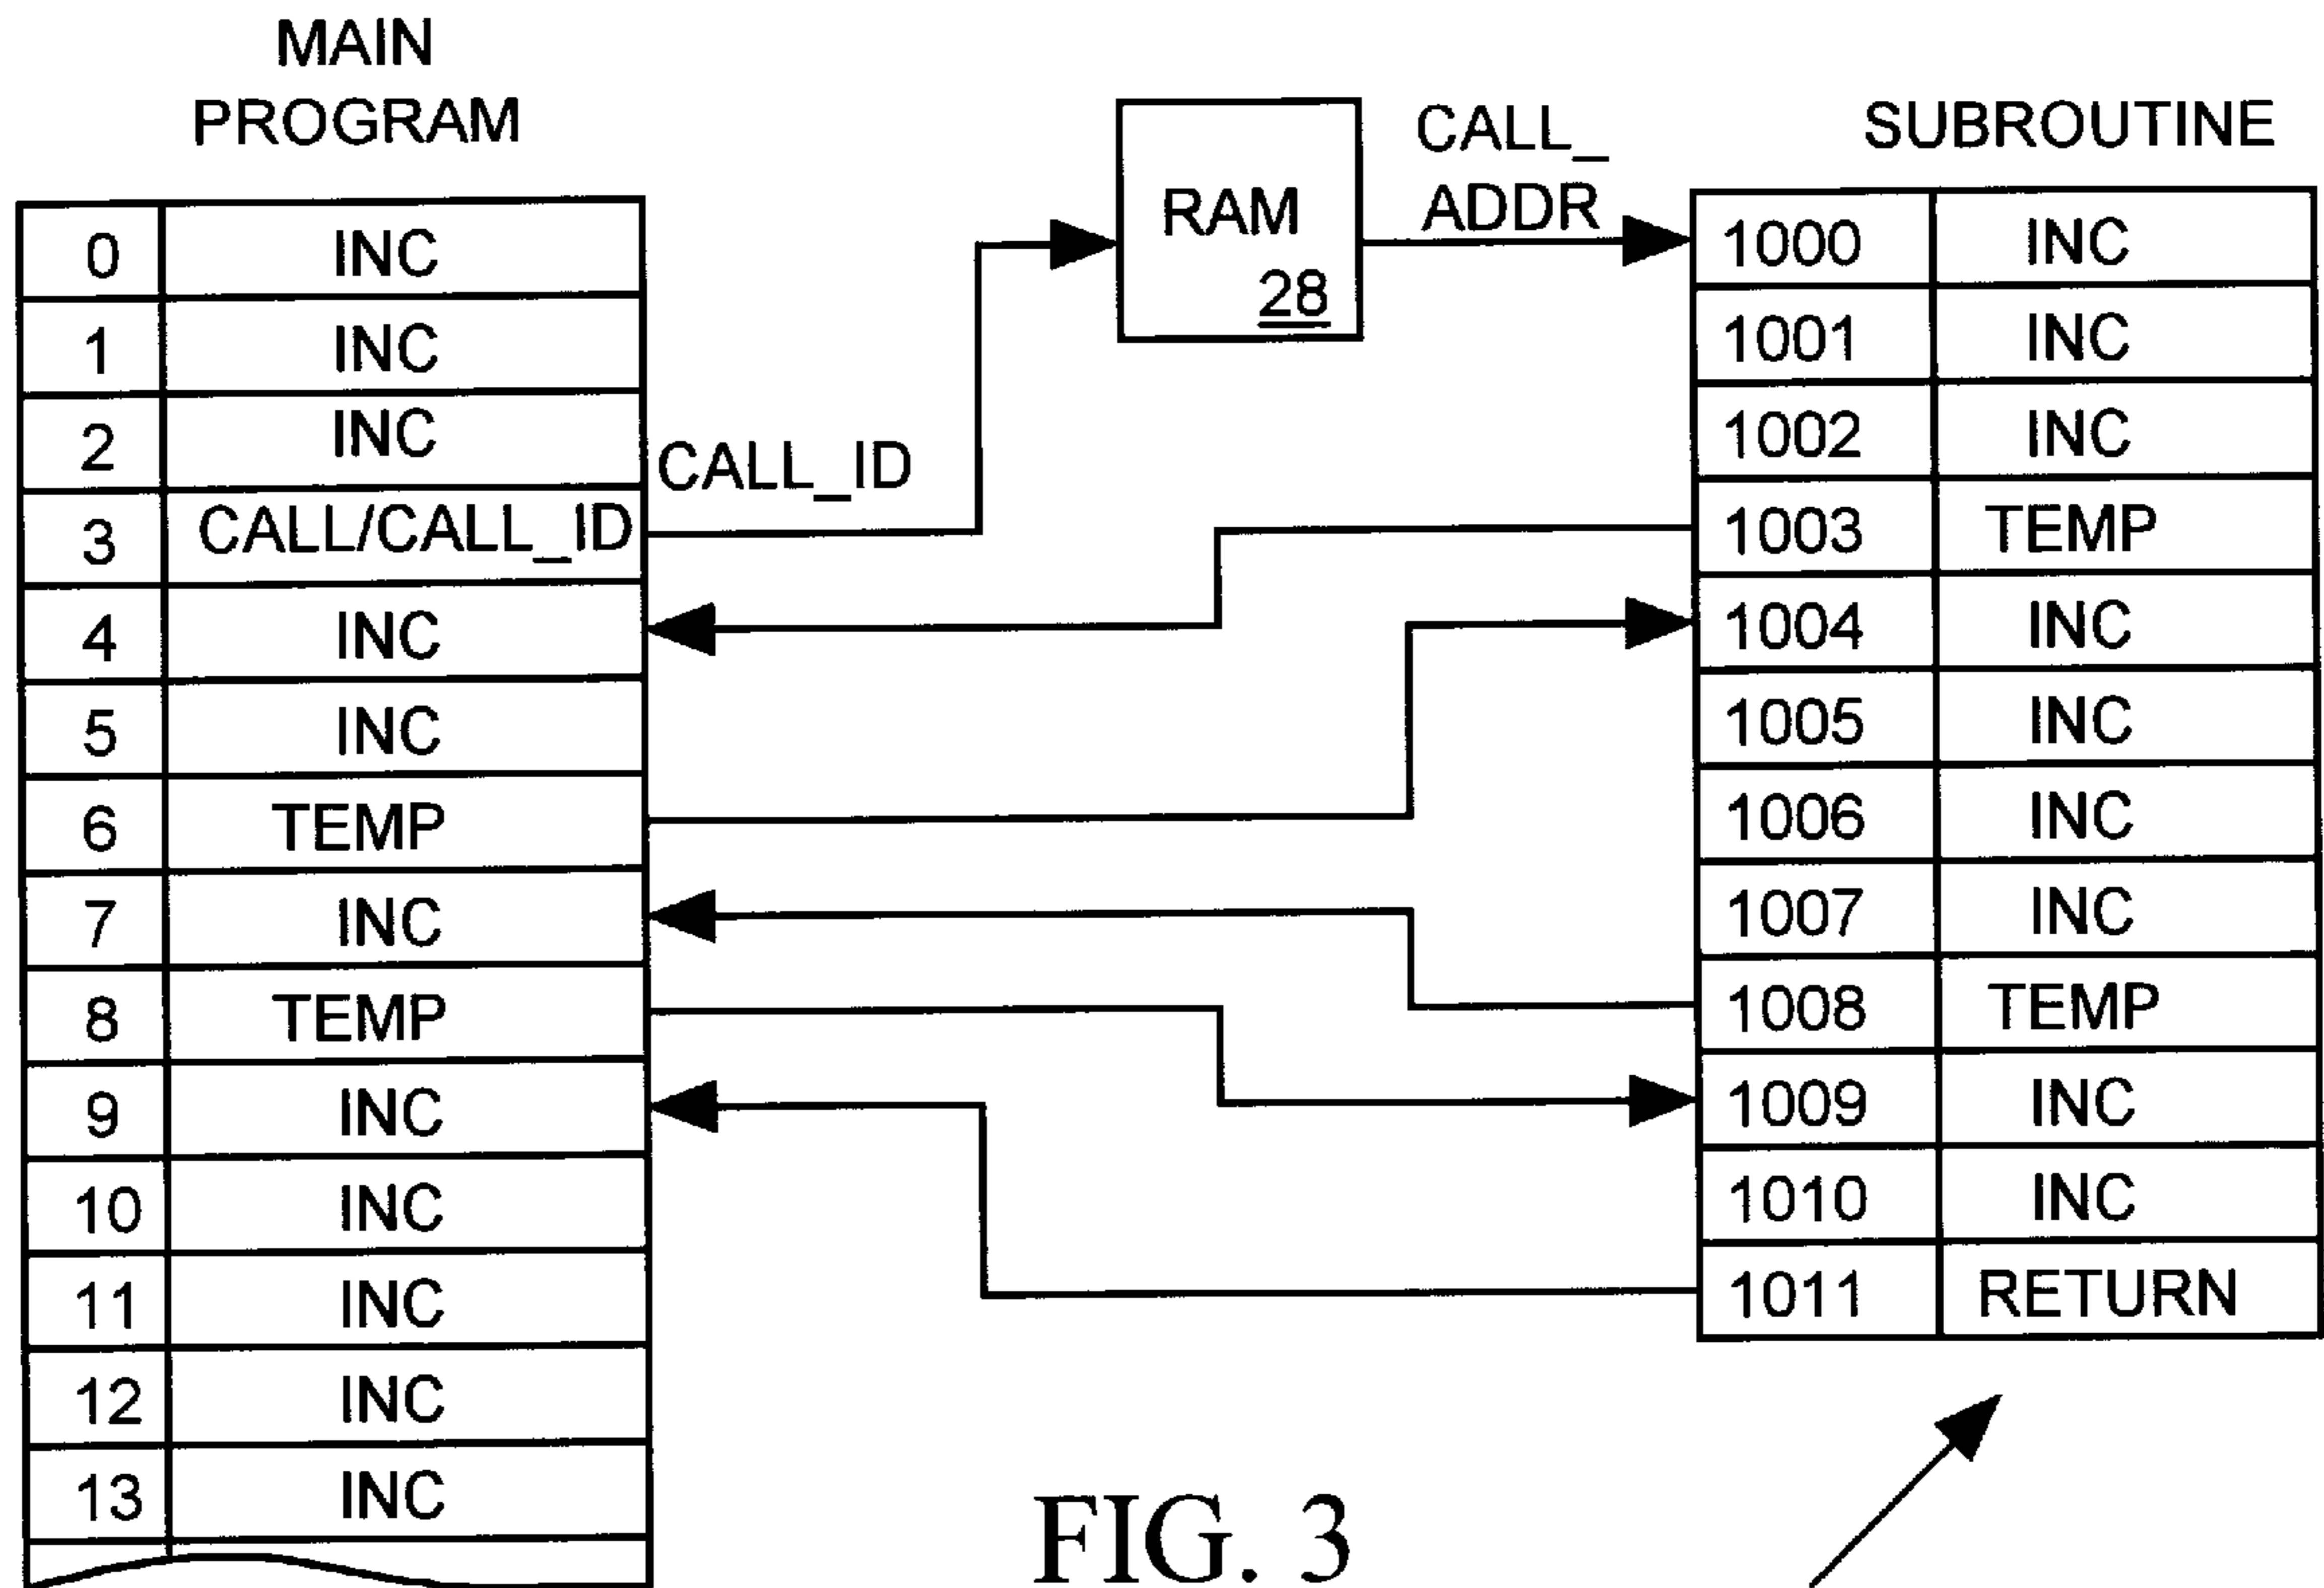 MAIN
PROGRAM
0 INC
1 INC
2 INC
3 CALL/CALL_ID
4 INC
5 INC
6 TEMP
7 INC
8 TEMP
9 INC
10 INC
11 INC
12 INC
13 INC
CALL_ID
RAM
28
CALL_
ADDR
SUBROUTINE
1000 INC
1001 INC
1002 INC
1003 TEMP
1004 INC
1005 INC
1006 INC
1007 INC
1008 TEMP
1009 INC
1010 INC
1011 RETURN
FIG. 3